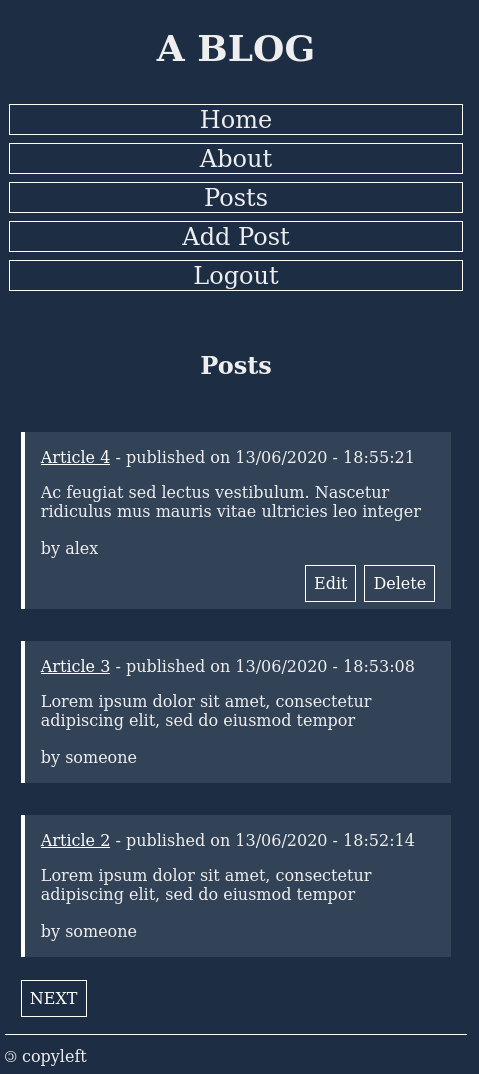 A BLOG
Home
About
Posts
Add Post
Logout
Posts
Article 4 - published on 13/06/2020 - 18:55:21
Ac feugiat sed lectus vestibulum. Nascetur
ridiculus mus mauris vitae ultricies leo integer
by alex
Edit Delete
Article 3 - published on 13/06/2020 - 18:53:08
Lorem ipsum dolor sit amet, consectetur
adipiscing elit, sed do eiusmod tempor
by someone
Article 2 - published on 13/06/2020 - 18:52:14
Lorem ipsum dolor sit amet, consectetur
adipiscing elit, sed do eiusmod tempor
by someone
NEXT
🄯 copyleft